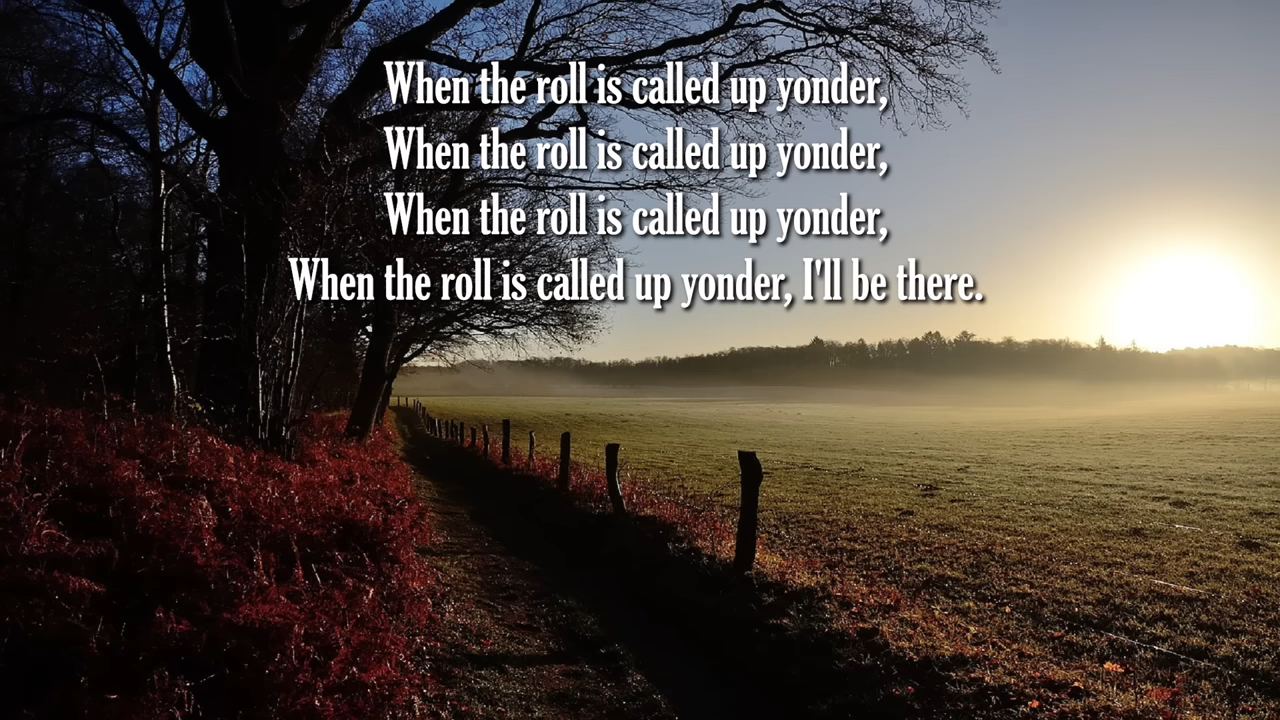 When the roll is called up yonder,
When the roll is called up yonder,
When the roll is called up yonder,
When the roll is called up yonder, I'll be there.